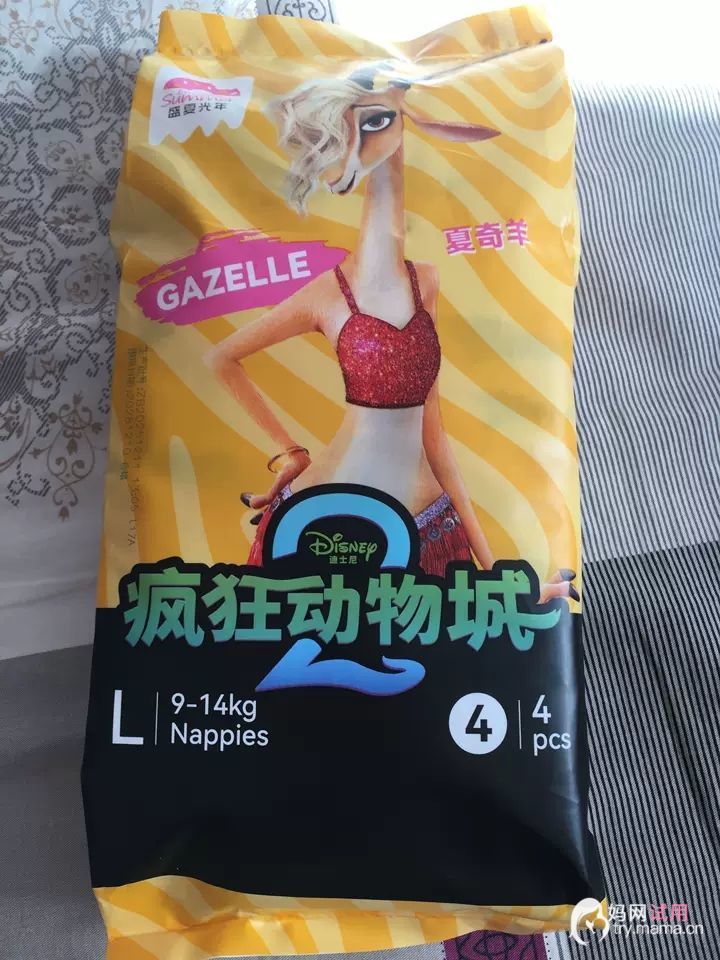 Summer
盛夏光年
GAZELLE
夏奇羊
DISNEY
迪士尼
疯狂动物城
2
L
9-14kg
Nappies
4
4
pcs
妈网试用
try.mama.cn